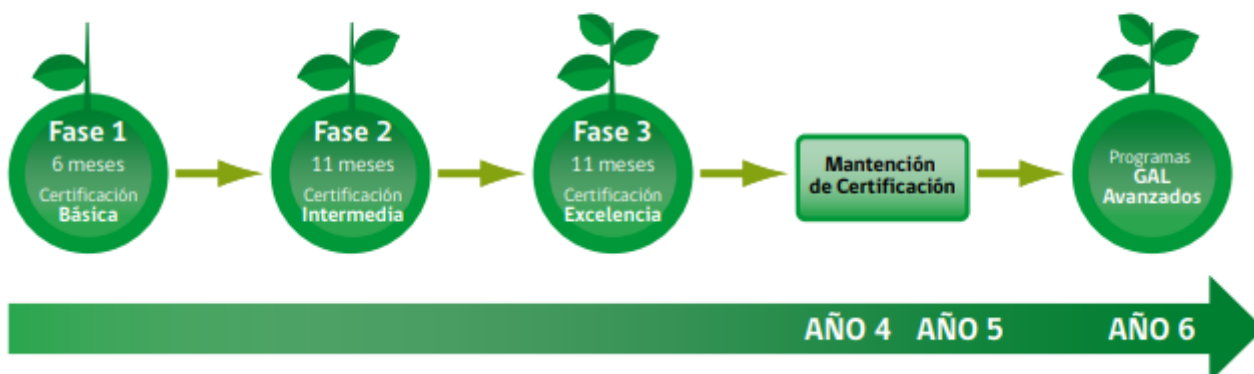 Fase 1
6 meses
Certificación
Básica
Fase 2
11 meses
Certificación
Intermedia
Fase 3
11 meses
Certificación
Excelencia
Mantención
de Certificación
Programas
GAL
Avanzados
AÑO 4 AÑO 5 AÑO 6